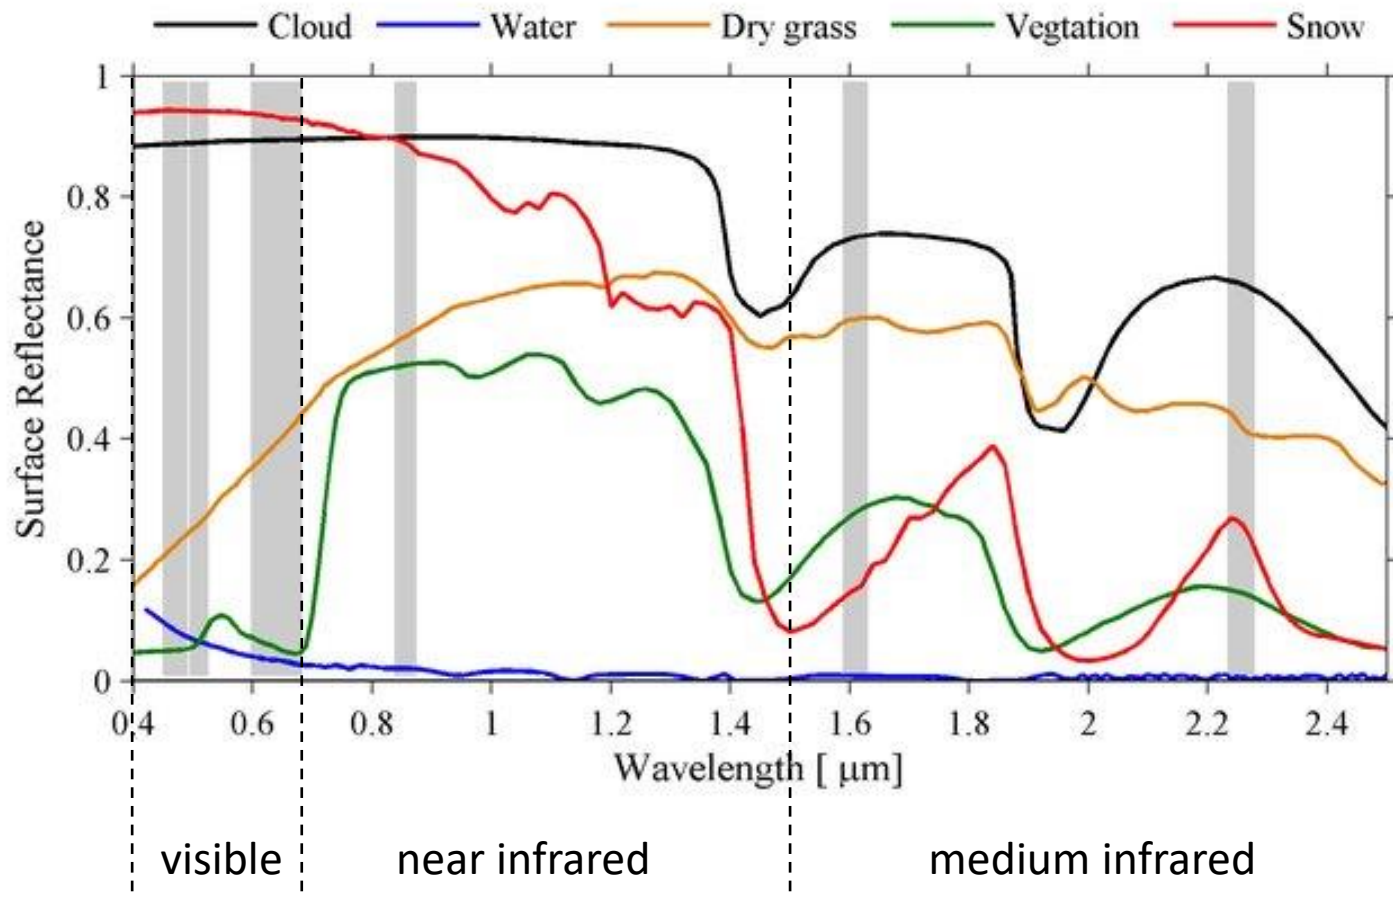 Cloud Water Dry grass Vegtation Snow
Surface Reflectance
1
0.8
0.6
0.4
0.2
0
0.4 0.6 0.8 1 1.2 1.4 1.6 1.8 2 2.2 2.4
Wavelength [ μm]
visible near infrared medium infrared